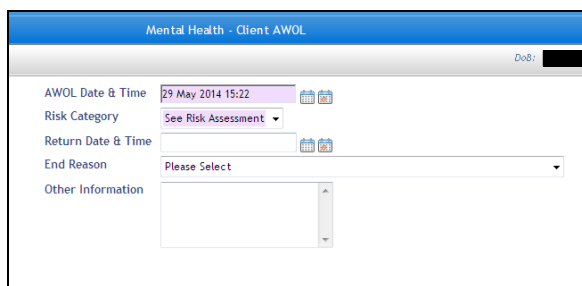 Mental Health - Client AWOL
DoB:
AWOL Date & Time 29 May 2014 15:22
Risk Category See Risk Assessment
Return Date & Time
End Reason Please Select
Other Information